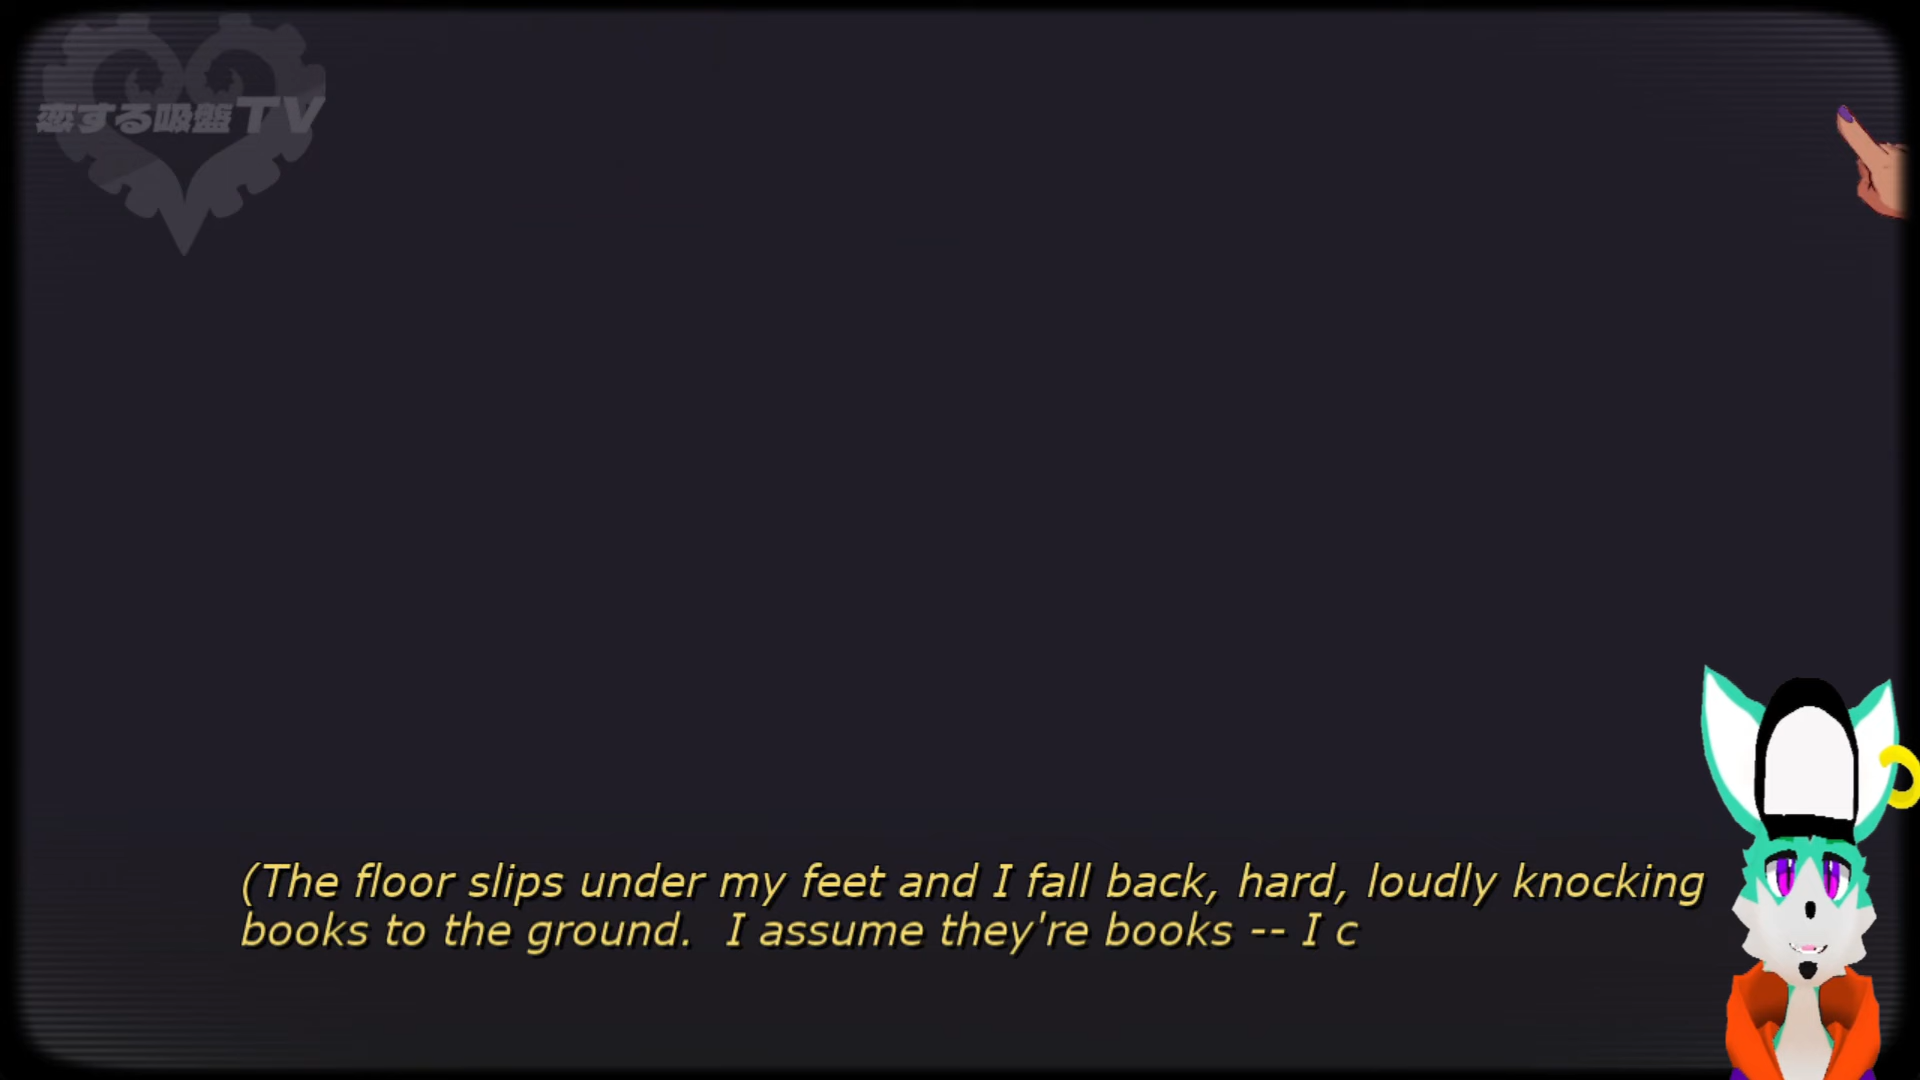 恋する吸盤TV
(The floor slips under my feet and I fall back, hard, loudly knocking
books to the ground.  I assume they're books -- I c